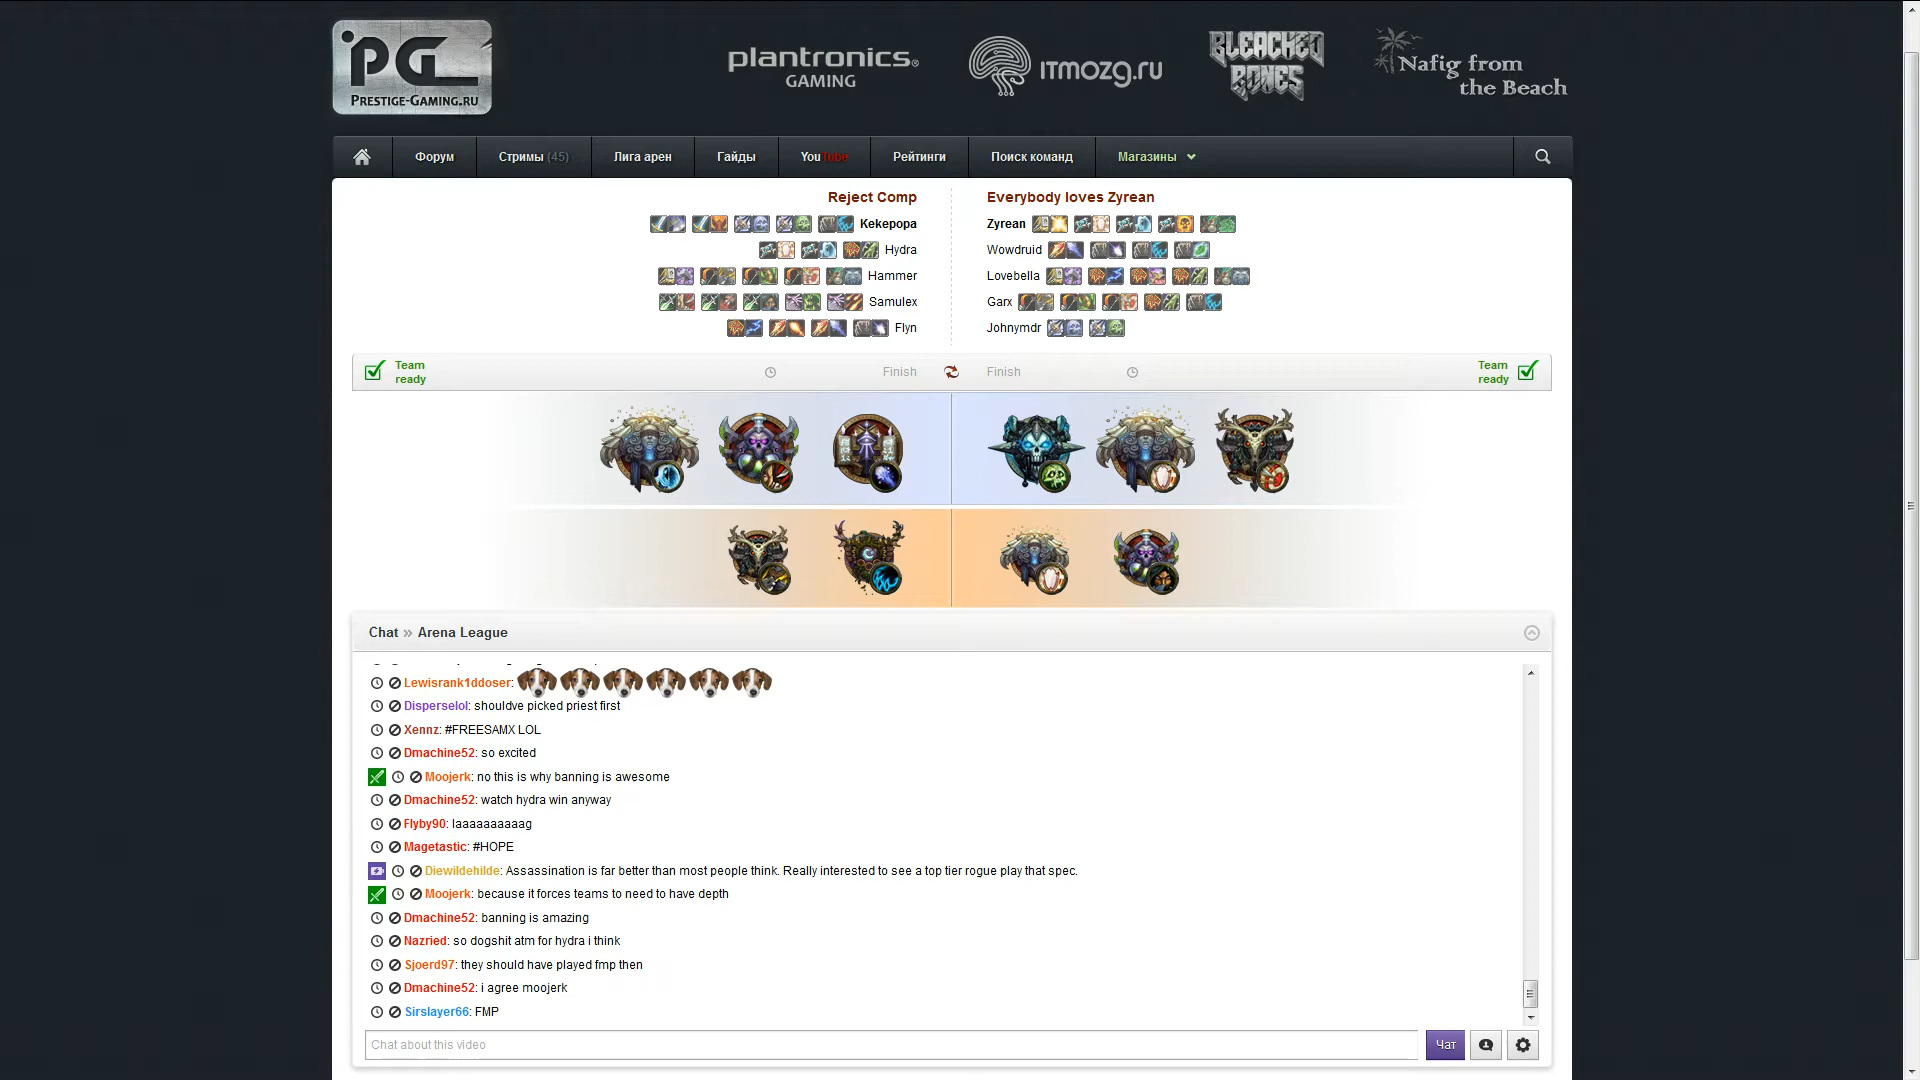 PG
PRESTIGE-GAMING.RU
plantronics®
GAMING
ITMOZG.RU
BLEACHED
BONES
Nafig from
the Beach
Форум
Стримы (45)
Лига арен
Гайды
YouTube
Рейтинги
Поиск команд
Магазины
Reject Comp
Everybody loves Zyrean
Kekepopa
Zyrean
Hydra
Wowdruid
Hammer
Lovebella
Samulex
Garx
Flyn
Johnymdr
Team
ready
Finish
Finish
Team
ready
Chat » Arena League
Lewisrank1ddoser:
Disperselol: shouldve picked priest first
Xennz: #FREESAMX LOL
Dmachine52: so excited
Moojerk: no this is why banning is awesome
Dmachine52: watch hydra win anyway
Flyby90: laaaaaaaaag
Magetastic: #HOPE
Diewildehilde: Assassination is far better than most people think. Really interested to see a top tier rogue play that spec.
Moojerk: because it forces teams to need to have depth
Dmachine52: banning is amazing
Nazried: so dogshit atm for hydra i think
Sjoerd97: they should have played fmp then
Dmachine52: i agree moojerk
Sirslayer66: FMP
Chat about this video
Чат